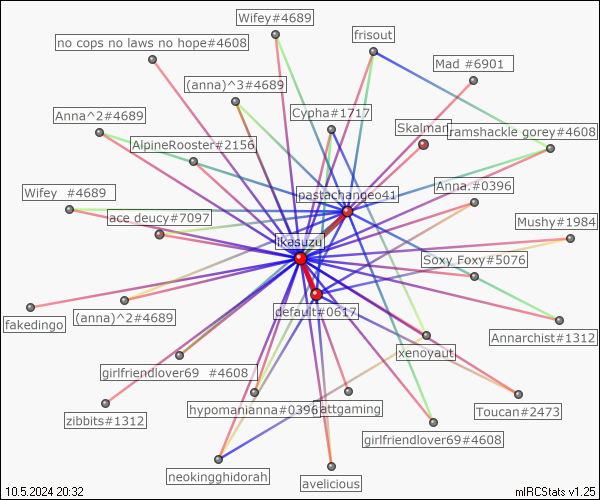 Wifey#4689
frisout
no cops no laws no hope#4608
Mad #6901
(anna)^3#4689
Cypha#1717
Anna^2#4689
Skalman
ramshackle gorey#4608
AlpineRooster#2156
pastachangeo41
Anna.#0396
Wifey  #4689
ace deucy#7097
Mushy#1984
ikasuzu
Soxy Foxy#5076
default#0617
(anna)^2#4689
fakedingo
Annarchist#1312
xenoyaut
girlfriendlover69  #4608
hypomanianna#0396
attgaming
Toucan#2473
zibbits#1312
girlfriendlover69#4608
neokingghidorah
avelicious
10.5.2024 20:32
mIRCStats v1.25